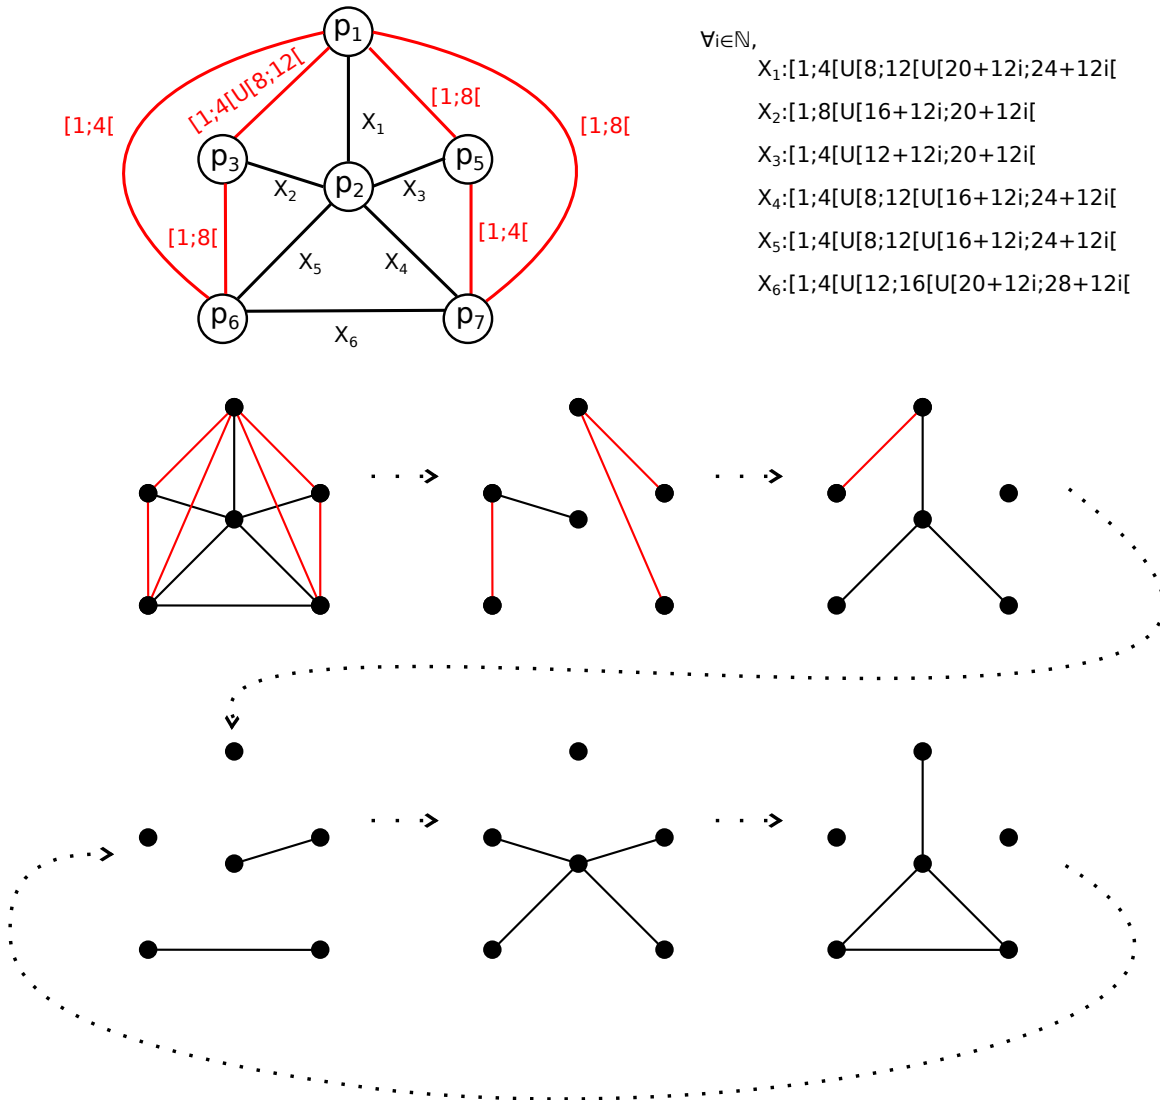 p1
∀i∈ℕ,
X1:[1;4[U[8;12[U[20+12i;24+12i[
X2:[1;8[U[16+12i;20+12i[
X3:[1;4[U[12+12i;20+12i[
X4:[1;4[U[8;12[U[16+12i;24+12i[
X5:[1;4[U[8;12[U[16+12i;24+12i[
X6:[1;4[U[12;16[U[20+12i;28+12i[
[1;4[
[1;4[U[8;12[
X1
[1;8[
[1;8[
p3
p2
p5
X2
X3
[1;8[
[1;4[
X5
X4
p6
p7
X6